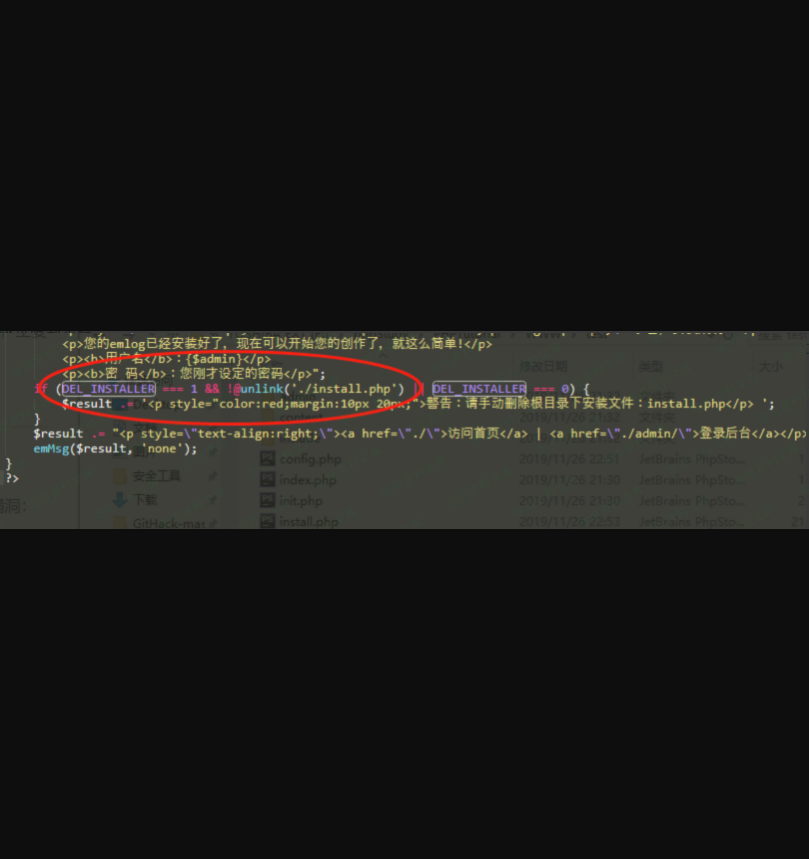 <p>您的emlog已经安装好了，现在可以开始您的创作了，就这么简单!</p>
<p><b>用户名</b>：{$admin}</p>
<p><b>密 码</b>：您刚才设定的密码</p>";
if (DEL_INSTALLER === 1 && !@unlink('./install.php') || DEL_INSTALLER === 0) {
$result .= '<p style="color:red;margin:10px 20px;">警告：请手动删除根目录下安装文件：install.php</p> ';
}
$result .= "<p style=\"text-align:right;\"><a href=\"./\">访问首页</a> | <a href=\"./admin/\">登录后台</a></p>
emMsg($result, 'none');
}
?>
修改日期 类型 大小
config.php 2019/11/26 22:51 JetBrains PhpSto...
安全工具 index.php 2019/11/26 21:30 JetBrains PhpSto...
下载 init.php 2019/11/26 21:30 JetBrains PhpSto...
GitHack-mas install.php 2019/11/26 22:53 JetBrains PhpSto... 21